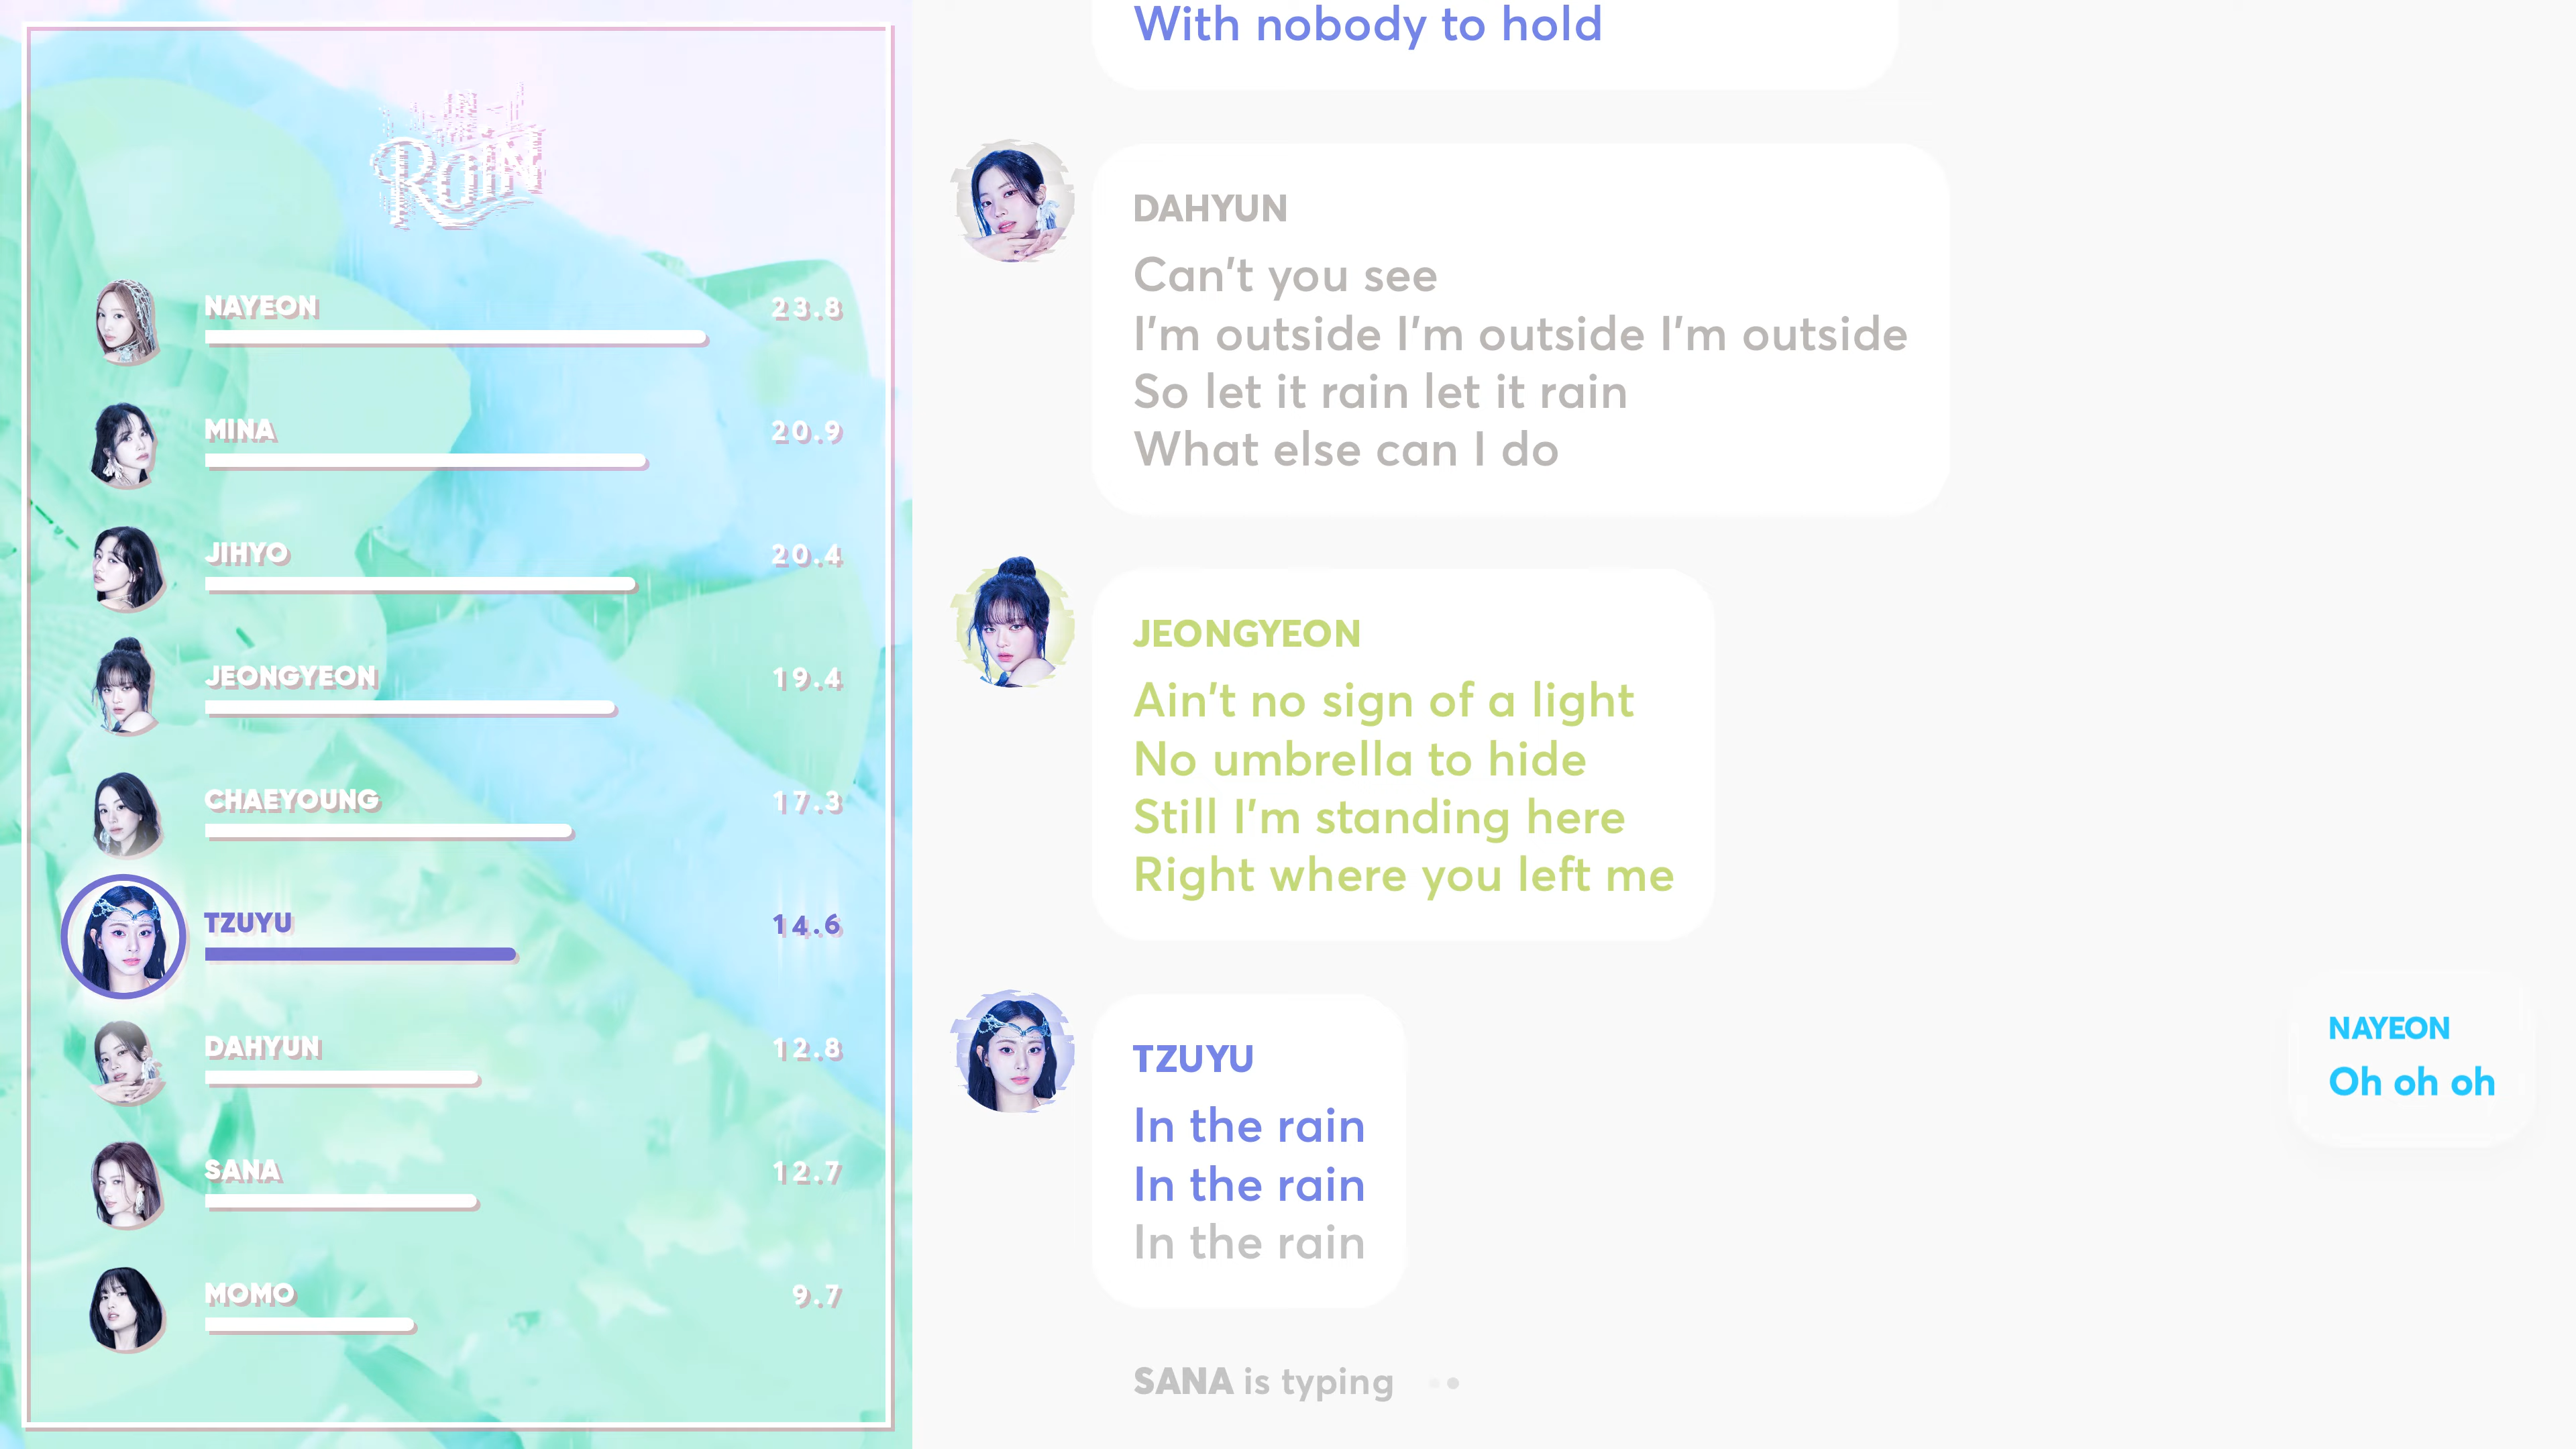 RAIN
NAYEON 23.8
MINA 20.9
JIHYO 20.4
JEONGYEON 19.4
CHAEYOUNG 17.3
TZUYU 14.6
DAHYUN 12.8
SANA 12.7
MOMO 9.7
With nobody to hold
DAHYUN
Can't you see
I'm outside I'm outside I'm outside
So let it rain let it rain
What else can I do
JEONGYEON
Ain't no sign of a light
No umbrella to hide
Still I'm standing here
Right where you left me
TZUYU
In the rain
In the rain
In the rain
NAYEON
Oh oh oh
SANA is typing